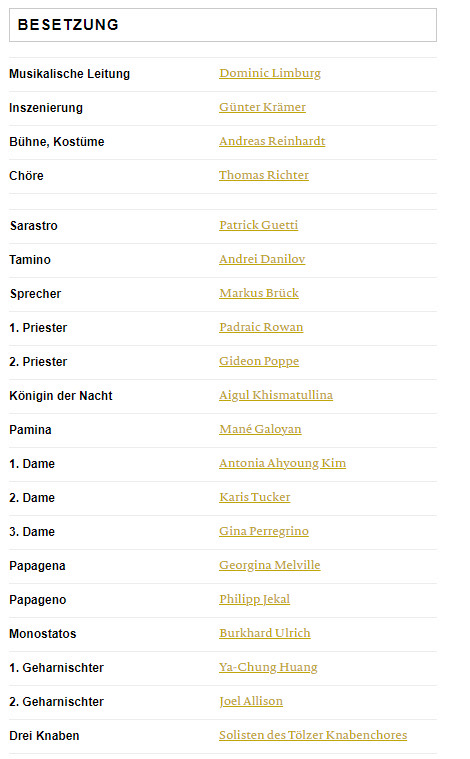 BESETZUNG
Musikalische Leitung Dominic Limburg
Inszenierung Günter Krämer
Bühne, Kostüme Andreas Reinhardt
Chöre Thomas Richter
Sarastro Patrick Guetti
Tamino Andrei Danilov
Sprecher Markus Brück
1. Priester Padraic Rowan
2. Priester Gideon Poppe
Königin der Nacht Aigul Khismatullina
Pamina Mané Galoyan
1. Dame Antonia Ahyoung Kim
2. Dame Karis Tucker
3. Dame Gina Perregrino
Papagena Georgina Melville
Papageno Philipp Jekal
Monostatos Burkhard Ulrich
1. Geharnischter Ya-Chung Huang
2. Geharnischter Joel Allison
Drei Knaben Solisten des Tölzer Knabenchores